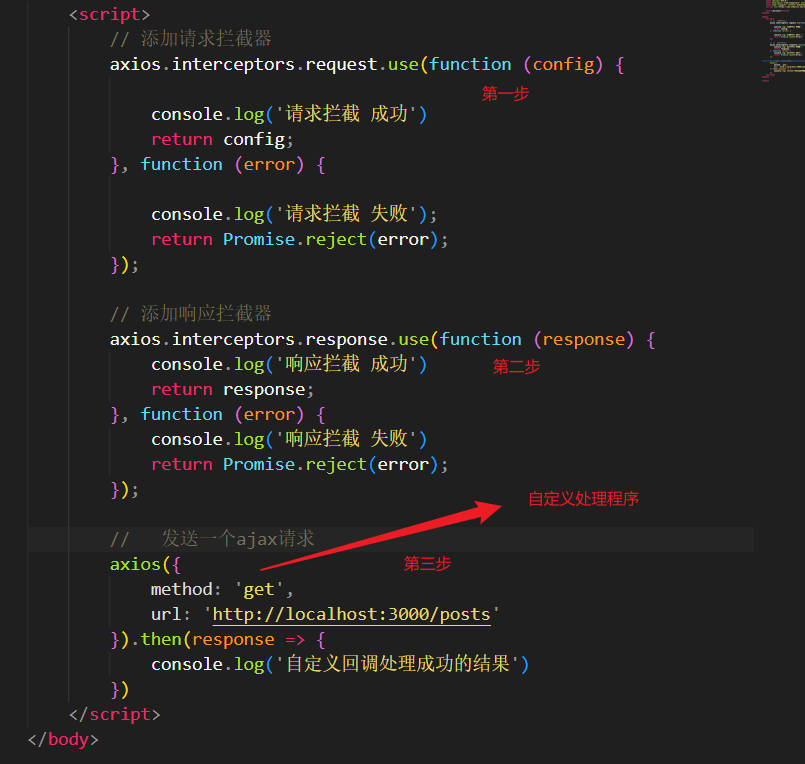 <script>
// 添加请求拦截器
axios.interceptors.request.use(function (config) {
第一步
console.log('请求拦截 成功')
return config;
}, function (error) {
console.log('请求拦截 失败');
return Promise.reject(error);
});
// 添加响应拦截器
axios.interceptors.response.use(function (response) {
console.log('响应拦截 成功')
第二步
return response;
}, function (error) {
console.log('响应拦截 失败')
return Promise.reject(error);
});
自定义处理程序
// 发送一个ajax请求
axios({
第三步
method: 'get',
url: 'http://localhost:3000/posts'
}).then(response => {
console.log('自定义回调处理成功的结果')
})
</script>
</body>